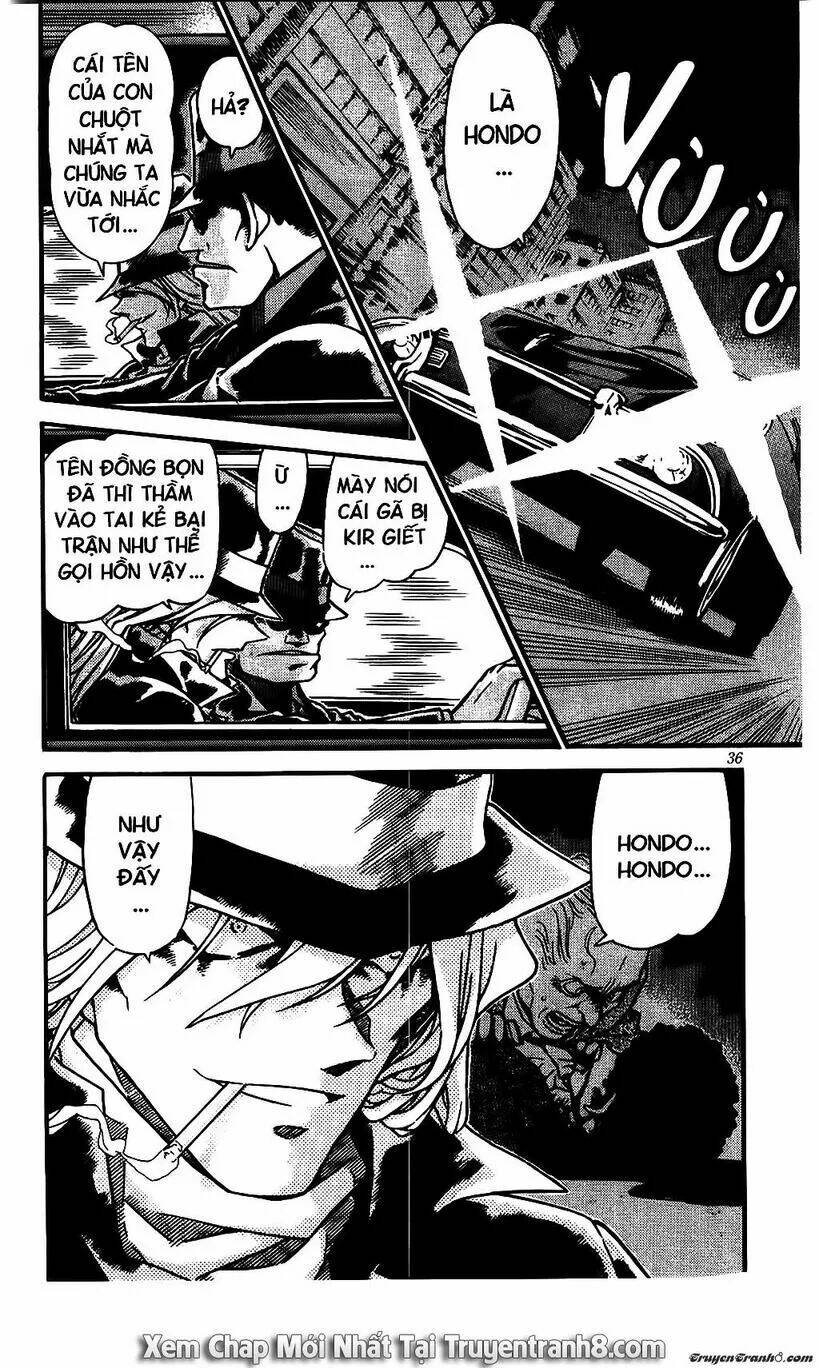 CÁI TÊN
CỦA CON
CHUỘT
NHẮT MÀ
CHÚNG TA
VỪA NHẮC
TỚI...
HẢ?
LÀ
HONDO
...
VÙÙÙÙ
TÊN ĐỒNG BỌN
ĐÃ THÌ THẦM
VÀO TAI KẺ BẠI
TRẬN NHƯ THỂ
GỌI HỒN VẬY...
Ừ
...
MÀY NÓI
CÁI GÃ BỊ
KIR GIẾT
...
36
NHƯ
VẬY
ĐẤY
...
HONDO...
HONDO...
Xem Chap Mới Nhất Tại Truyentranh8.com
TruyenTranh8.com